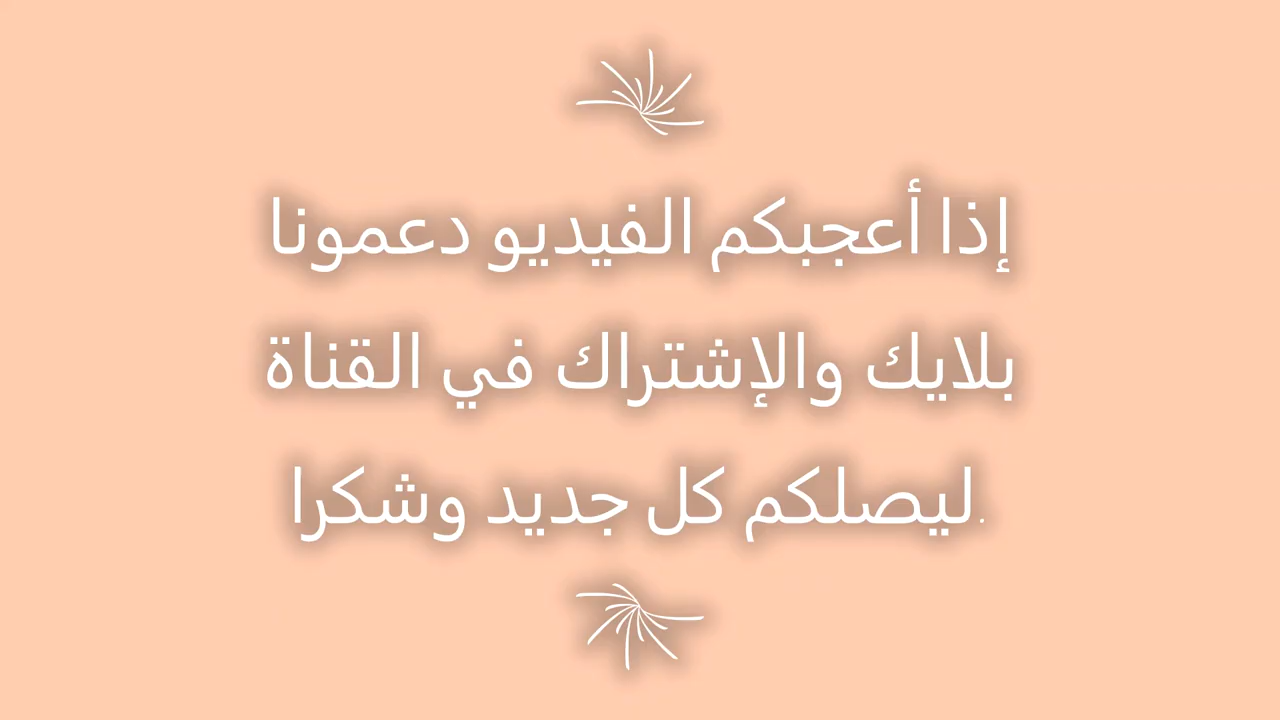 إذا أعجبكم الفيديو دعمونا
بلايك والإشتراك في القناة
.ليصلكم كل جديد وشكرا